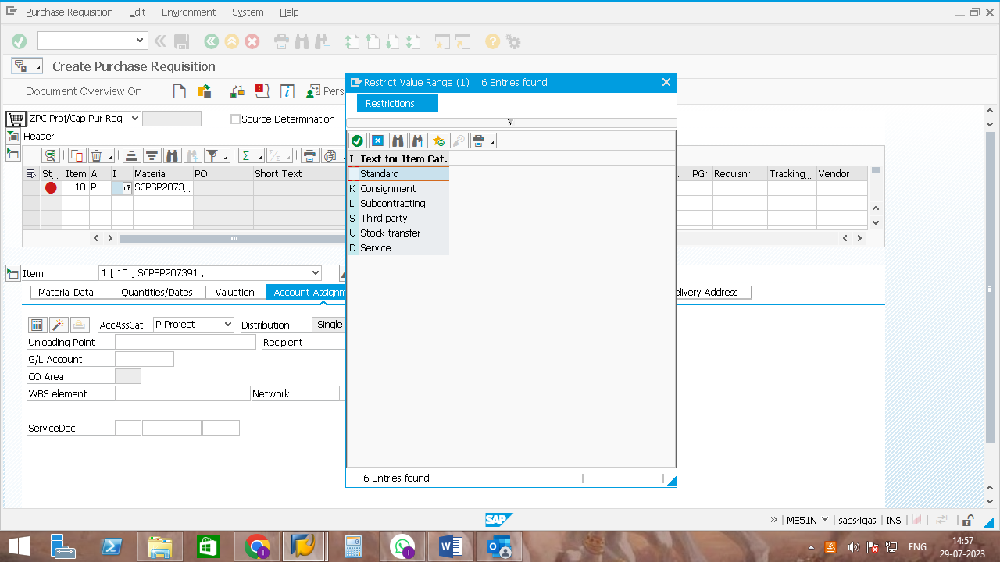 Purchase Requisition Edit Environment System Help
Create Purchase Requisition
Document Overview On
Restrict Value Range (1) 6 Entries found
Restrictions
ZPC Proj/Cap Pur Req
Source Determination
Header
I Text for Item Cat.
Standard
K Consignment
L Subcontracting
S Third-party
U Stock transfer
D Service
6 Entries found
St... Item A I Material PO Short Text PGr Requisnr. Tracking... Vendor
10 P SCPSP2073...
Item 1 [ 10 ] SCPSP207391 ,
Material Data Quantities/Dates Valuation Account Assignm
AccAssCat P Project Distribution Single
Unloading Point Recipient
G/L Account
CO Area
WBS element Network
ServiceDoc
SAP
ME51N saps4qas INS
ENG
14:57
29-07-2023